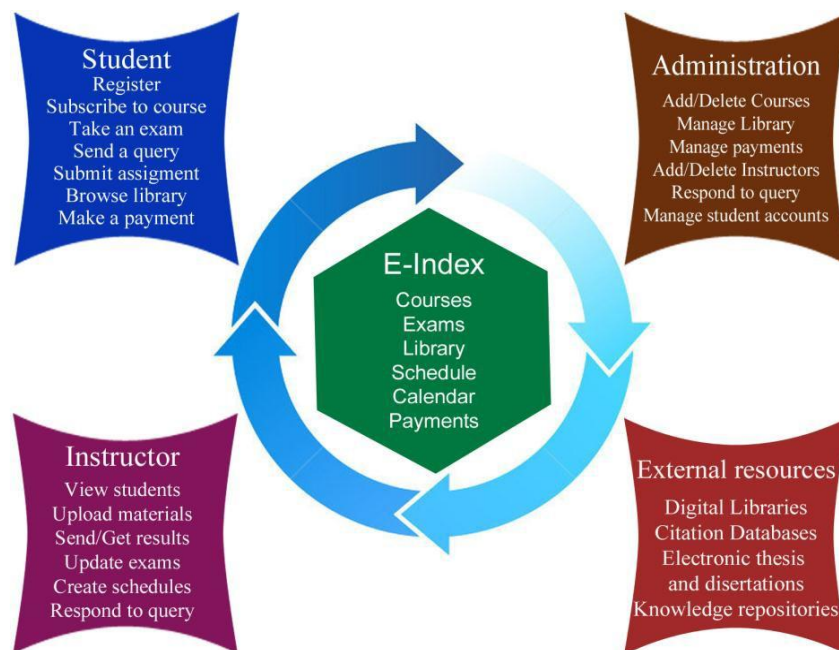 Student
Register
Subscribe to course
Take an exam
Send a query
Submit assigment
Browse library
Make a payment
Administration
Add/Delete Courses
Manage Library
Manage payments
Add/Delete Instructors
Respond to query
Manage student accounts
E-Index
Courses
Exams
Library
Schedule
Calendar
Payments
Instructor
View students
Upload materials
Send/Get results
Update exams
Create schedules
Respond to query
External resources
Digital Libraries
Citation Databases
Electronic thesis
and disertations
Knowledge repositories